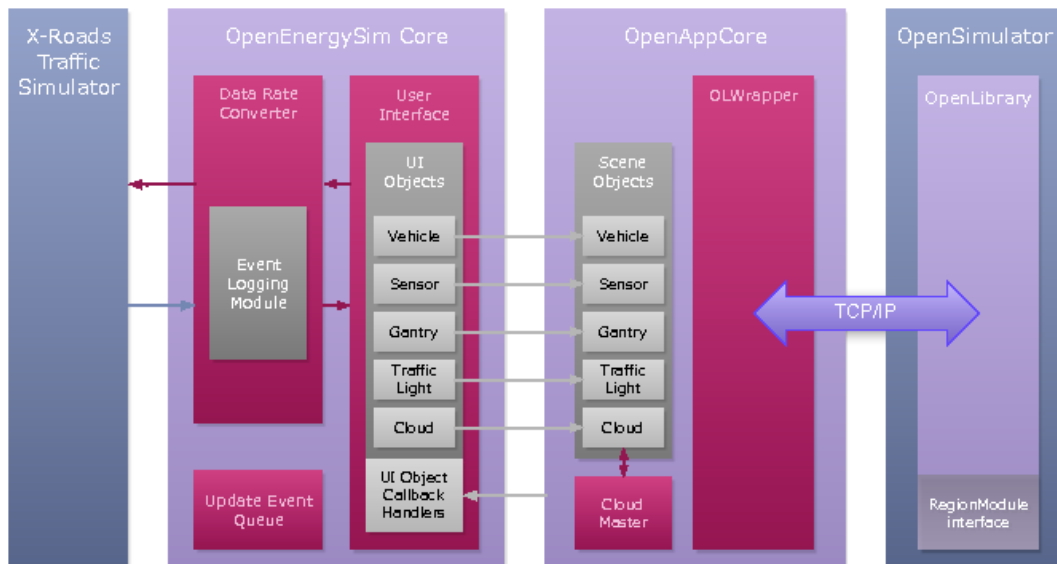 X-Roads
Traffic
Simulator
OpenEnergySim Core
Data Rate
Converter
Event
Logging
Module
Update Event
Queue
User
Interface
UI
Objects
Vehicle
Sensor
Gantry
Traffic
Light
Cloud
UI Object
Callback
Handlers
OpenAppCore
Scene
Objects
Vehicle
Sensor
Gantry
Traffic
Light
Cloud
Cloud
Master
OLWrapper
TCP/IP
OpenSimulator
OpenLibrary
RegionModule
interface